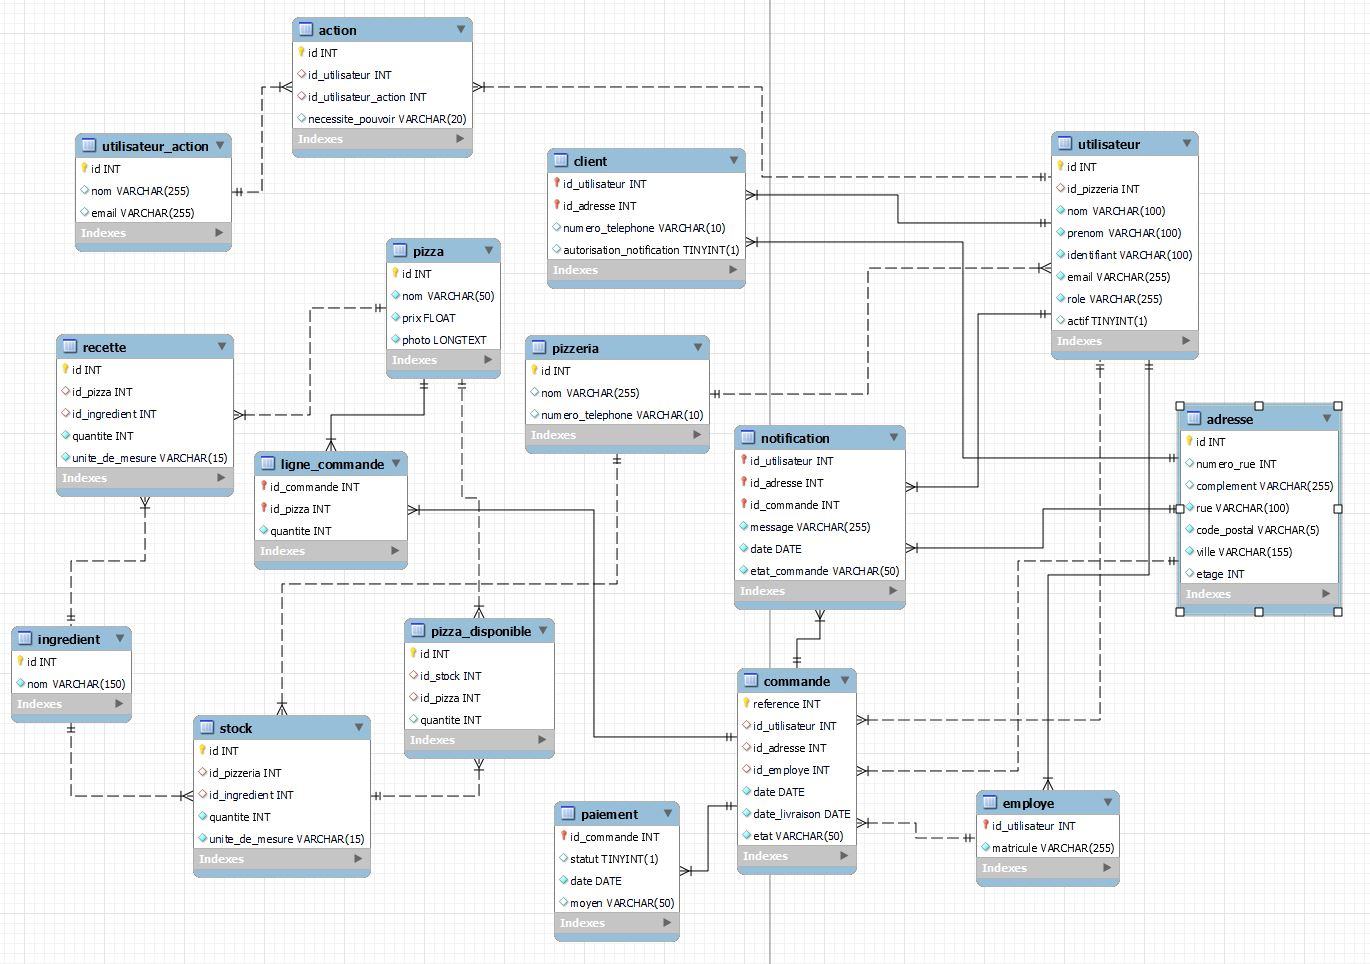 action
id INT
id_utilisateur INT
id_utilisateur_action INT
necessite_pouvoir VARCHAR(20)
Indexes
utilisateur_action
id INT
nom VARCHAR(255)
email VARCHAR(255)
Indexes
client
id_utilisateur INT
id_adresse INT
numero_telephone VARCHAR(10)
autorisation_notification TINYINT(1)
Indexes
utilisateur
id INT
id_pizzeria INT
nom VARCHAR(100)
prenom VARCHAR(100)
identifiant VARCHAR(100)
email VARCHAR(255)
role VARCHAR(255)
actif TINYINT(1)
Indexes
pizza
id INT
nom VARCHAR(50)
prix FLOAT
photo LONGTEXT
Indexes
recette
id INT
id_pizza INT
id_ingredient INT
quantite INT
unite_de_mesure VARCHAR(15)
Indexes
pizzeria
id INT
nom VARCHAR(255)
numero_telephone VARCHAR(10)
Indexes
adresse
id INT
numero_rue INT
complement VARCHAR(255)
rue VARCHAR(100)
code_postal VARCHAR(5)
ville VARCHAR(155)
etage INT
Indexes
ligne_commande
id_commande INT
id_pizza INT
quantite INT
Indexes
notification
id_utilisateur INT
id_adresse INT
id_commande INT
message VARCHAR(255)
date DATE
etat_commande VARCHAR(50)
Indexes
ingredient
id INT
nom VARCHAR(150)
Indexes
pizza_disponible
id INT
id_stock INT
id_pizza INT
quantite INT
Indexes
stock
id INT
id_pizzeria INT
id_ingredient INT
quantite INT
unite_de_mesure VARCHAR(15)
Indexes
commande
reference INT
id_utilisateur INT
id_adresse INT
id_employe INT
date DATE
date_livraison DATE
etat VARCHAR(50)
Indexes
paiement
id_commande INT
statut TINYINT(1)
date DATE
moyen VARCHAR(50)
Indexes
employe
id_utilisateur INT
matricule VARCHAR(255)
Indexes